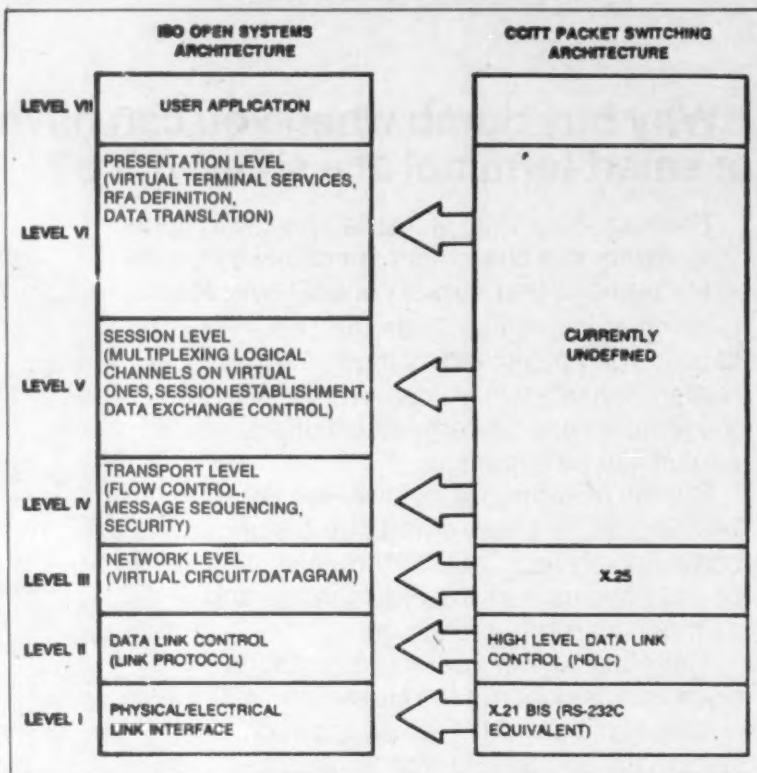 ISO OPEN SYSTEMS
ARCHITECTURE
CCITT PACKET SWITCHING
ARCHITECTURE
LEVEL VII
USER APPLICATION
LEVEL VI
PRESENTATION LEVEL
(VIRTUAL TERMINAL SERVICES,
RFA DEFINITION,
DATA TRANSLATION)
LEVEL V
SESSION LEVEL
(MULTIPLEXING LOGICAL
CHANNELS ON VIRTUAL
ONES, SESSION ESTABLISHMENT,
DATA EXCHANGE CONTROL)
CURRENTLY
UNDEFINED
LEVEL IV
TRANSPORT LEVEL
(FLOW CONTROL,
MESSAGE SEQUENCING,
SECURITY)
LEVEL III
NETWORK LEVEL
(VIRTUAL CIRCUIT/DATAGRAM)
X.25
LEVEL II
DATA LINK CONTROL
(LINK PROTOCOL)
HIGH LEVEL DATA LINK
CONTROL (HDLC)
LEVEL I
PHYSICAL/ELECTRICAL
LINK INTERFACE
X.21 BIS (RS-232C
EQUIVALENT)